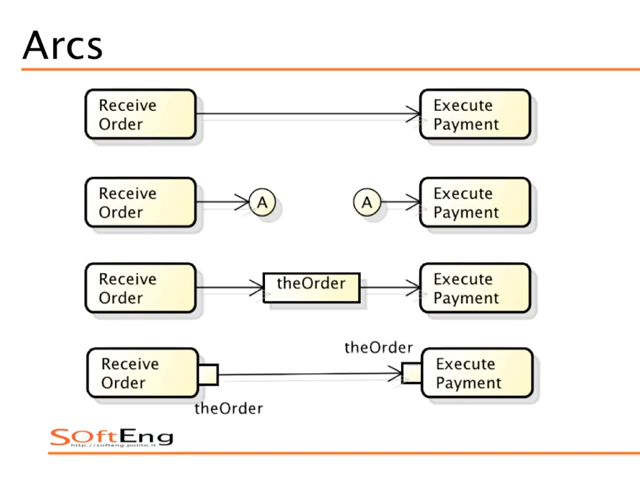 Arcs
Receive
Order
Execute
Payment
Receive
Order
A
A
Execute
Payment
Receive
Order
theOrder
Execute
Payment
Receive
Order
theOrder
theOrder
Execute
Payment
SOftEng
http://softeng.polito.it